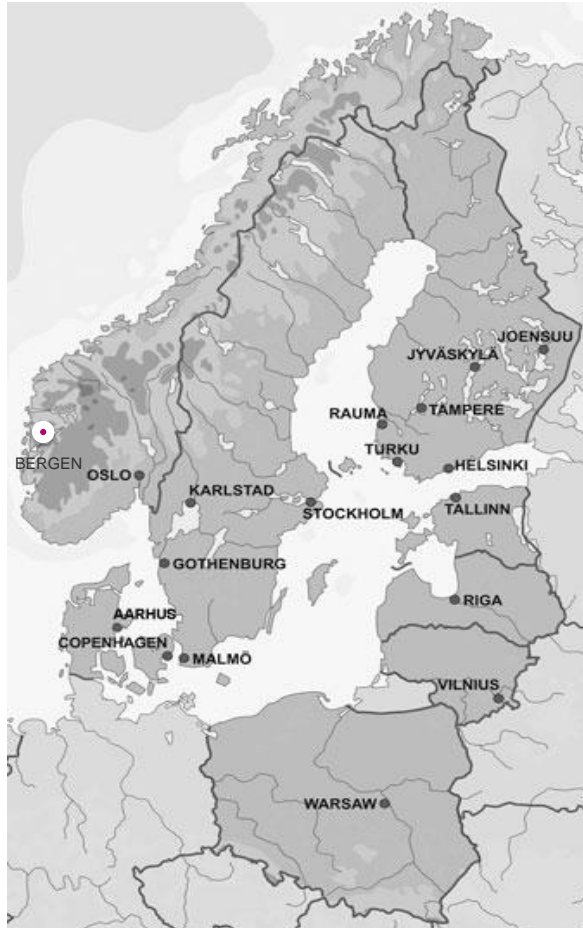 JOENSUU
JYVÄSKYLÄ
TAMPERE
RAUMA
TURKU
BERGEN
HELSINKI
OSLO
KARLSTAD
STOCKHOLM
TALLINN
GOTHENBURG
RIGA
AARHUS
COPENHAGEN
MALMÖ
VILNIUS
WARSAW